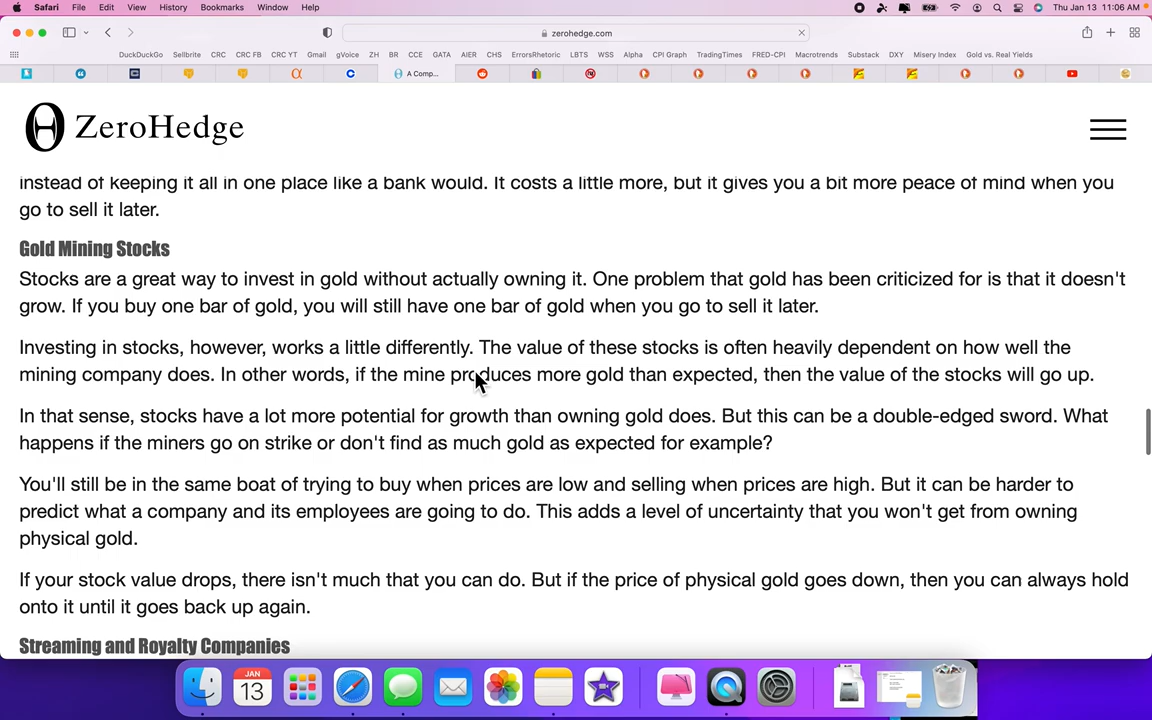 Safari File Edit View History Bookmarks Window Help Thu Jan 13 11:06 AM
zerohedge.com
DuckDuckGo Sellbrite CRC CRC FB CRC YT Gmail gVoice ZH BR CCE GATA AIER CHS ErrorsRhetoric LBTS WSS Alpha CPI Graph TradingTimes FRED-CPI Macrotrends Substack DXY Misery Index Gold vs. Real Yields
A Comp...
ZeroHedge
instead of keeping it all in one place like a bank would. It costs a little more, but it gives you a bit more peace of mind when you
go to sell it later.
Gold Mining Stocks
Stocks are a great way to invest in gold without actually owning it. One problem that gold has been criticized for is that it doesn't
grow. If you buy one bar of gold, you will still have one bar of gold when you go to sell it later.
Investing in stocks, however, works a little differently. The value of these stocks is often heavily dependent on how well the
mining company does. In other words, if the mine produces more gold than expected, then the value of the stocks will go up.
In that sense, stocks have a lot more potential for growth than owning gold does. But this can be a double-edged sword. What
happens if the miners go on strike or don't find as much gold as expected for example?
You'll still be in the same boat of trying to buy when prices are low and selling when prices are high. But it can be harder to
predict what a company and its employees are going to do. This adds a level of uncertainty that you won't get from owning
physical gold.
If your stock value drops, there isn't much that you can do. But if the price of physical gold goes down, then you can always hold
onto it until it goes back up again.
Streaming and Royalty Companies
JAN
13